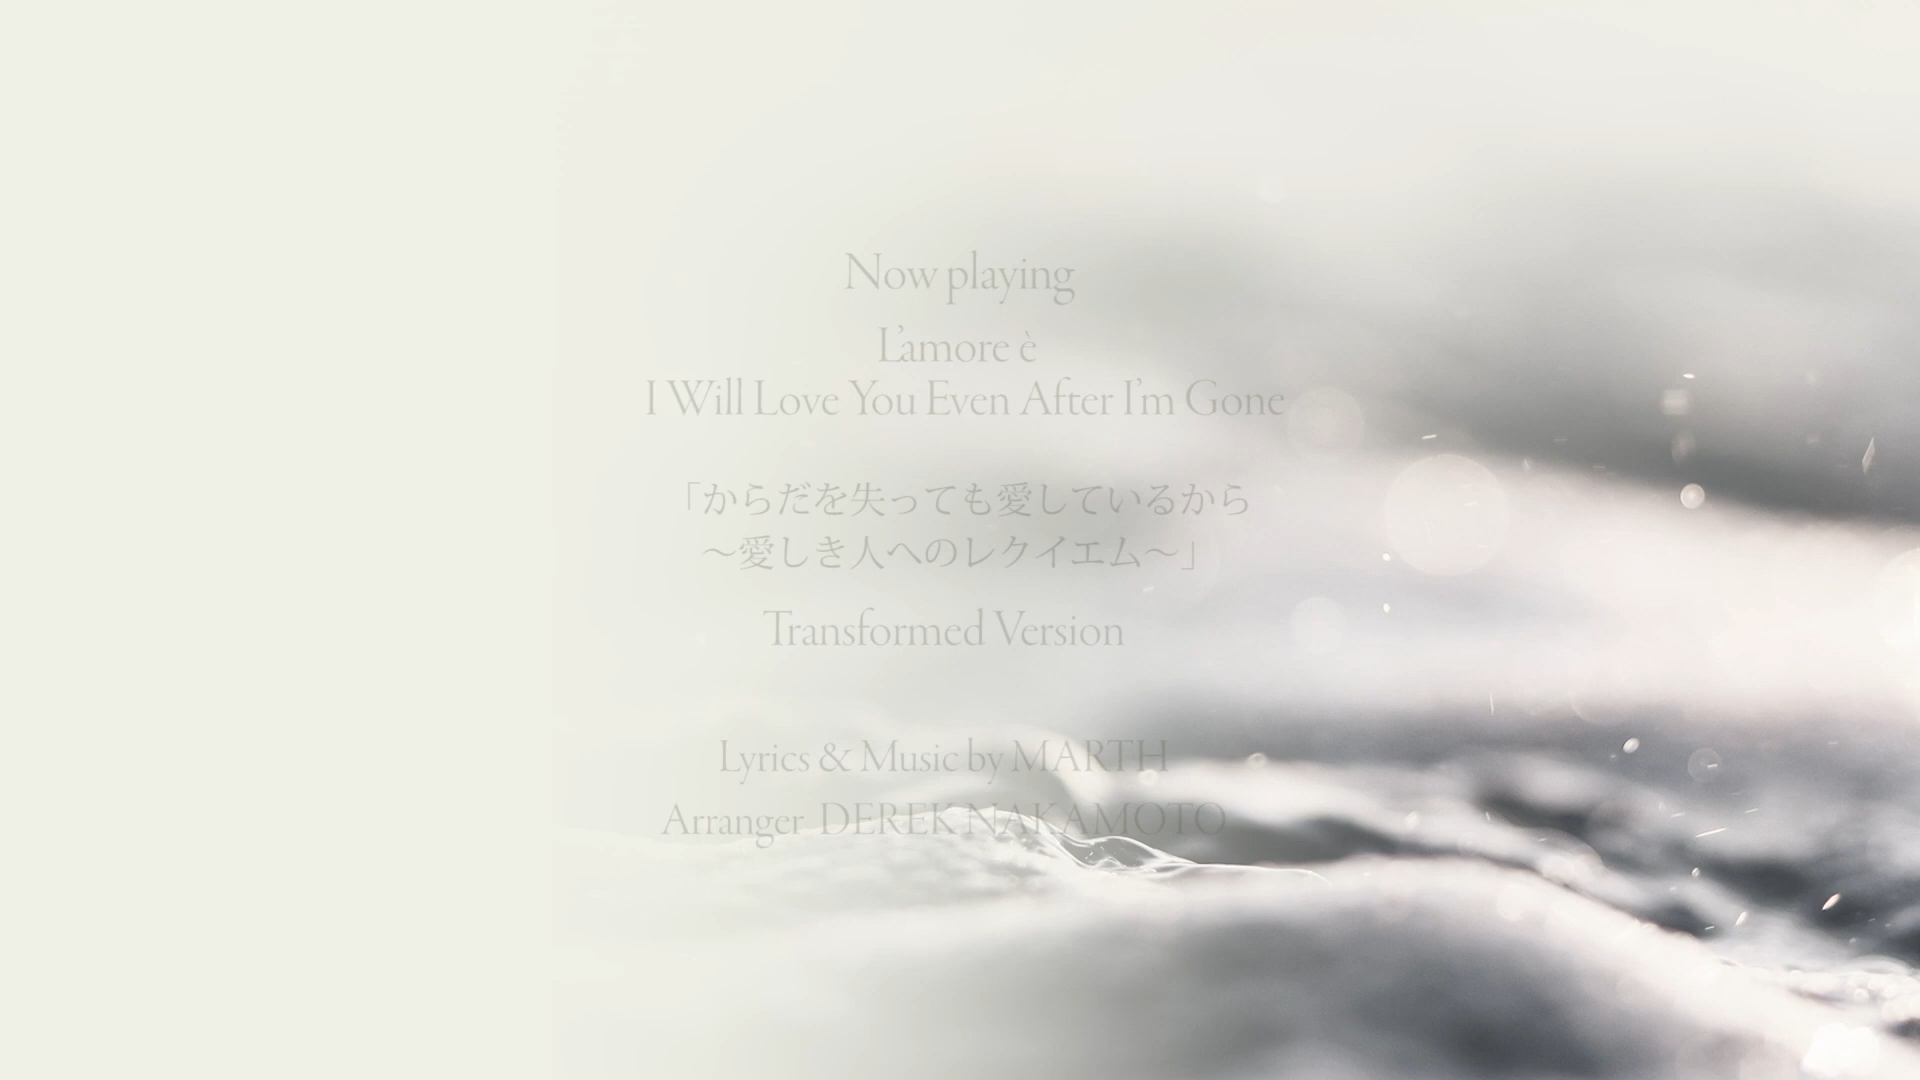 Now playing
L’amore è
I Will Love You Even After I’m Gone
「からだを失っても愛しているから
～愛しき人へのレクイエム～」
Transformed Version
Lyrics & Music by MARTH
Arranger DEREK NAKAMOTO